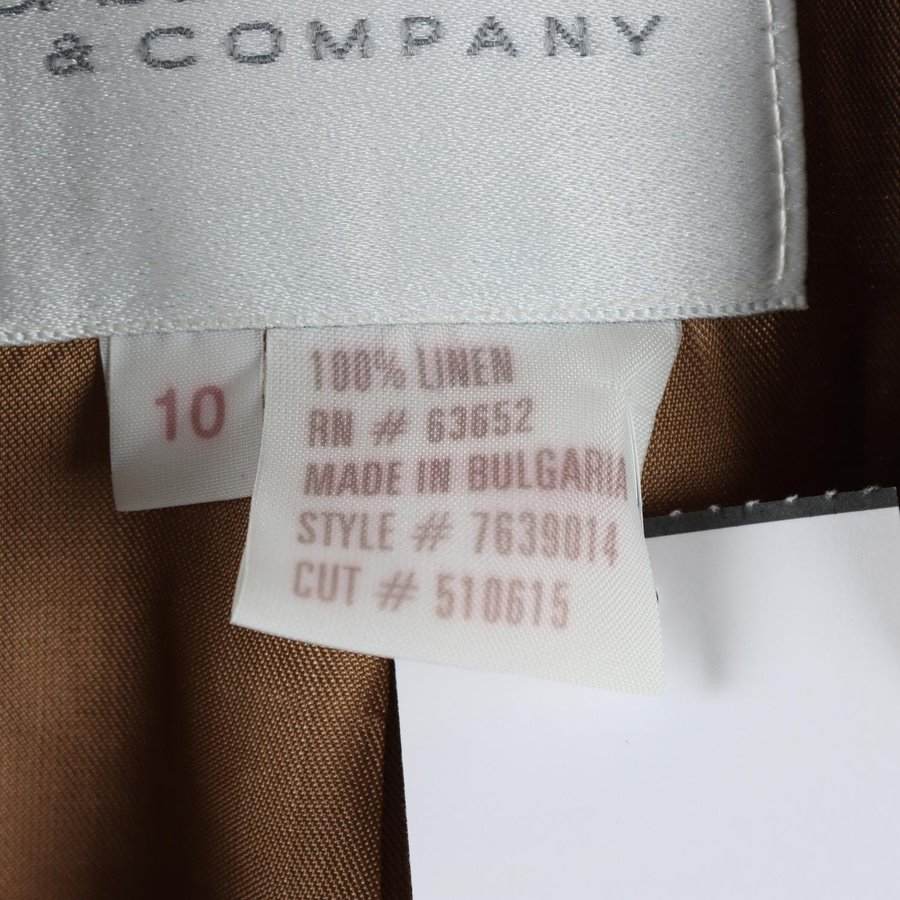 & COMPANY
10
100% LINEN
RN # 63652
MADE IN BULGARIA
STYLE # 7639014
CUT # 510615